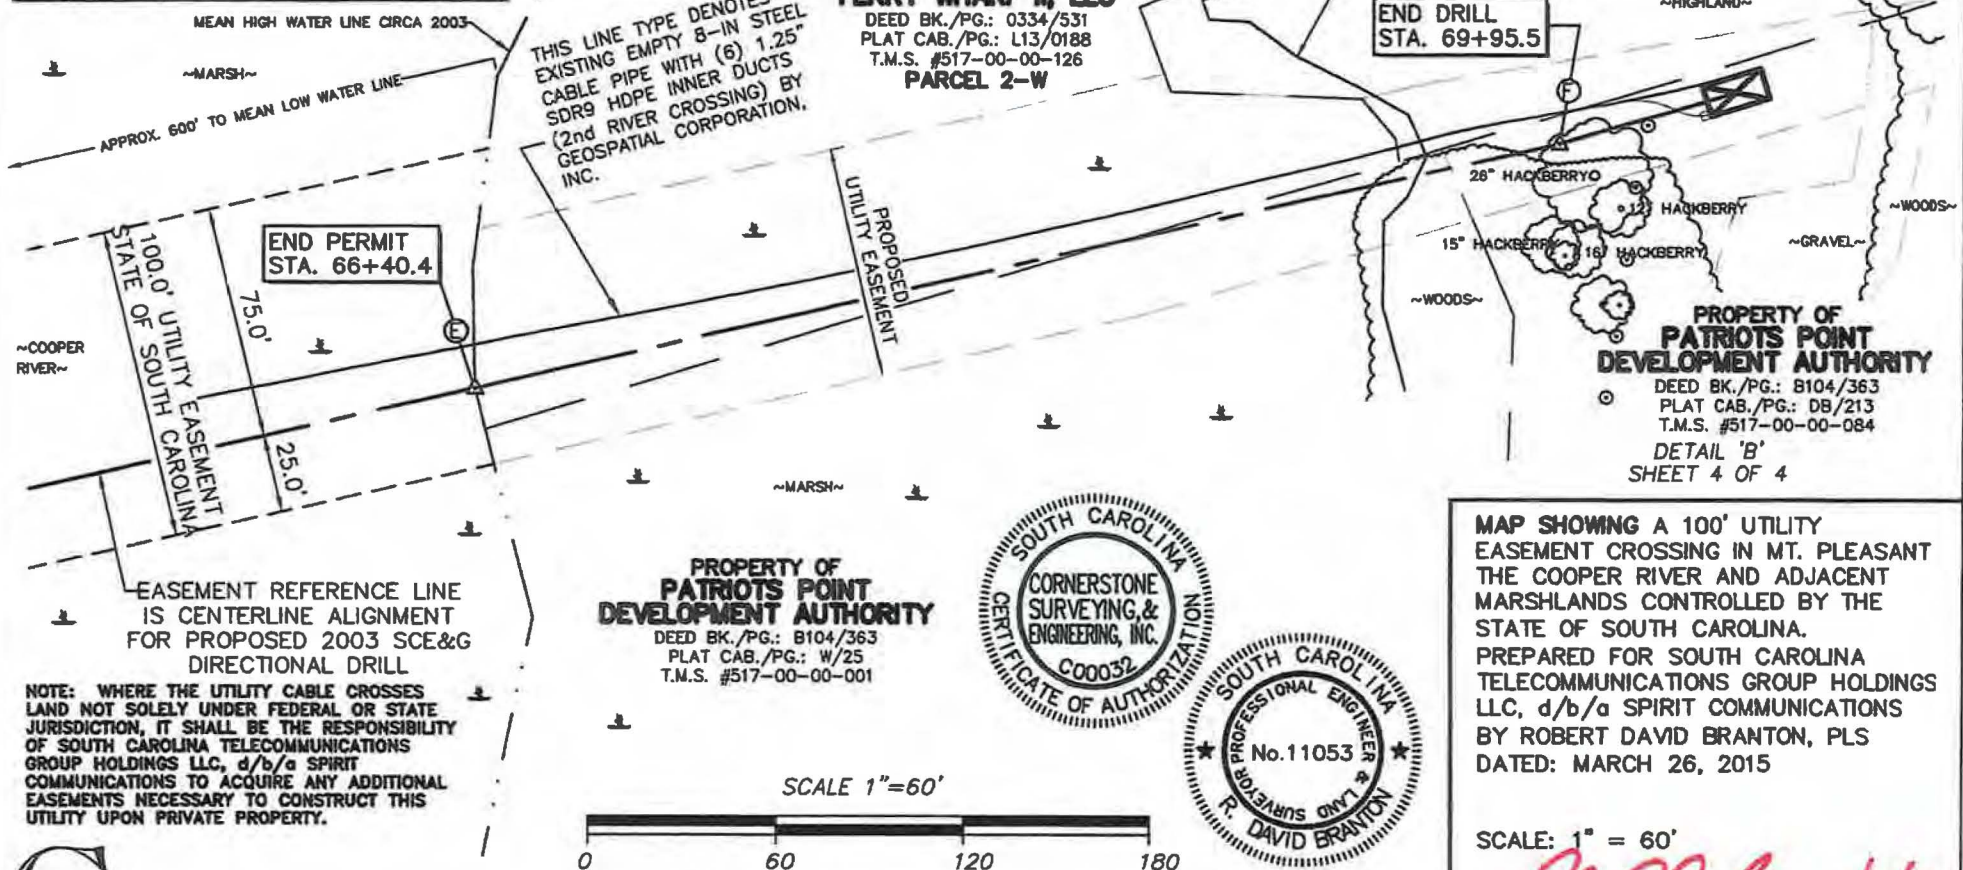 MEAN HIGH WATER LINE CIRCA 2003
~MARSH~
APPROX. 600' TO MEAN LOW WATER LINE
THIS LINE TYPE DENOTES
EXISTING EMPTY 8-IN STEEL
CABLE PIPE WITH (6) 1.25"
SDR9 HDPE INNER DUCTS
(2nd RIVER CROSSING) BY
GEOSPATIAL CORPORATION,
INC.
DEED BK./PG.: 0334/531
PLAT CAB./PG.: L13/0188
T.M.S. #517-00-00-126
PARCEL 2-W
END DRILL
STA. 69+95.5
~HIGHLAND~
F
28" HACKBERRY
12" HACKBERRY
15" HACKBERRY
16" HACKBERRY
~WOODS~
~GRAVEL~
~WOODS~
PROPOSED
UTILITY EASEMENT
END PERMIT
STA. 66+40.4
E
100.0' UTILITY EASEMENT
STATE OF SOUTH CAROLINA
75.0'
25.0'
~COOPER
RIVER~
PROPERTY OF
PATRIOTS POINT
DEVELOPMENT AUTHORITY
DEED BK./PG.: B104/363
PLAT CAB./PG.: DB/213
T.M.S. #517-00-00-084
DETAIL 'B'
SHEET 4 OF 4
EASEMENT REFERENCE LINE
IS CENTERLINE ALIGNMENT
FOR PROPOSED 2003 SCE&G
DIRECTIONAL DRILL
NOTE: WHERE THE UTILITY CABLE CROSSES
LAND NOT SOLELY UNDER FEDERAL OR STATE
JURISDICTION, IT SHALL BE THE RESPONSIBILITY
OF SOUTH CAROLINA TELECOMMUNICATIONS
GROUP HOLDINGS LLC, d/b/a SPIRIT
COMMUNICATIONS TO ACQUIRE ANY ADDITIONAL
EASEMENTS NECESSARY TO CONSTRUCT THIS
UTILITY UPON PRIVATE PROPERTY.
~MARSH~
PROPERTY OF
PATRIOTS POINT
DEVELOPMENT AUTHORITY
DEED BK./PG.: B104/363
PLAT CAB./PG.: W/25
T.M.S. #517-00-00-001
SOUTH CAROLINA
CORNERSTONE
SURVEYING,&
ENGINEERING, INC.
C00032
CERTIFICATE OF AUTHORIZATION
SOUTH CAROLINA
PROFESSIONAL ENGINEER & LAND SURVEYOR
No.11053
R. DAVID BRANTON
SCALE 1"=60'
0 60 120 180
MAP SHOWING A 100' UTILITY
EASEMENT CROSSING IN MT. PLEASANT
THE COOPER RIVER AND ADJACENT
MARSHLANDS CONTROLLED BY THE
STATE OF SOUTH CAROLINA.
PREPARED FOR SOUTH CAROLINA
TELECOMMUNICATIONS GROUP HOLDINGS
LLC, d/b/a SPIRIT COMMUNICATIONS
BY ROBERT DAVID BRANTON, PLS
DATED: MARCH 26, 2015
SCALE: 1" = 60'